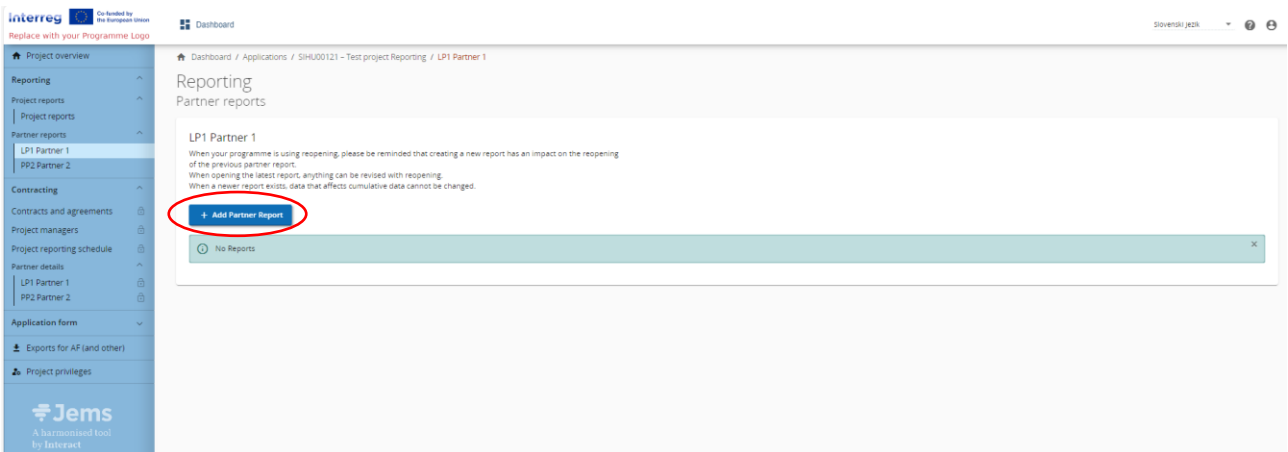 Interreg
Co-funded by
the European Union
Replace with your Programme Logo
Dashboard
Slovenski jezik
Project overview
Reporting
Project reports
Project reports
Partner reports
LP1 Partner 1
PP2 Partner 2
Contracting
Contracts and agreements
Project managers
Project reporting schedule
Partner details
LP1 Partner 1
PP2 Partner 2
Application form
Exports for AF (and other)
Project privileges
Jems
A harmonised tool
by Interact
Dashboard / Applications / SIHU00121 – Test project Reporting / LP1 Partner 1
Reporting
Partner reports
LP1 Partner 1
When your programme is using reopening, please be reminded that creating a new report has an impact on the reopening
of the previous partner report.
When opening the latest report, anything can be revised with reopening.
When a newer report exists, data that affects cumulative data cannot be changed.
+ Add Partner Report
No Reports